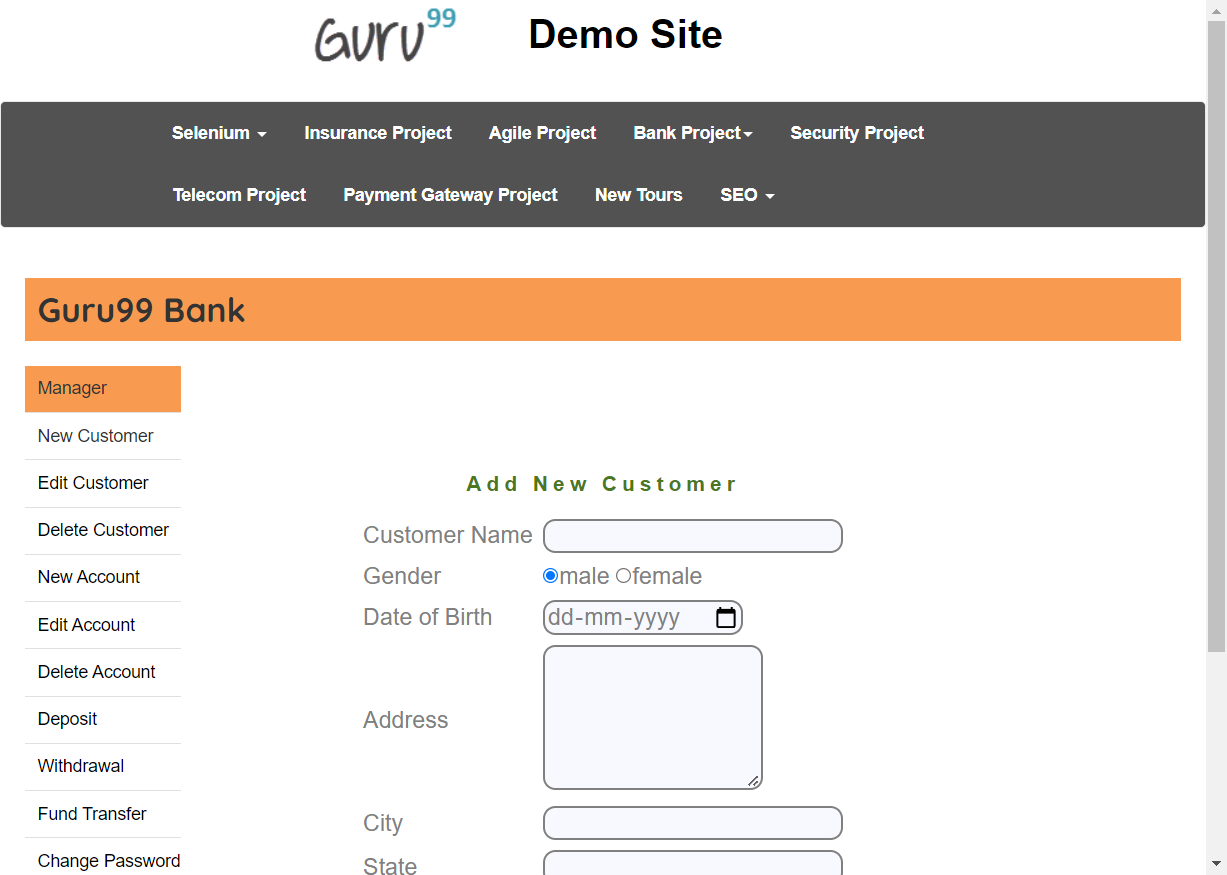 Guru99 Demo Site
Selenium Insurance Project Agile Project Bank Project Security Project
Telecom Project Payment Gateway Project New Tours SEO
Guru99 Bank
Manager
New Customer
Edit Customer
Delete Customer
New Account
Edit Account
Delete Account
Deposit
Withdrawal
Fund Transfer
Change Password
Add New Customer
Customer Name
Gender male female
Date of Birth dd-mm-yyyy
Address
City
State